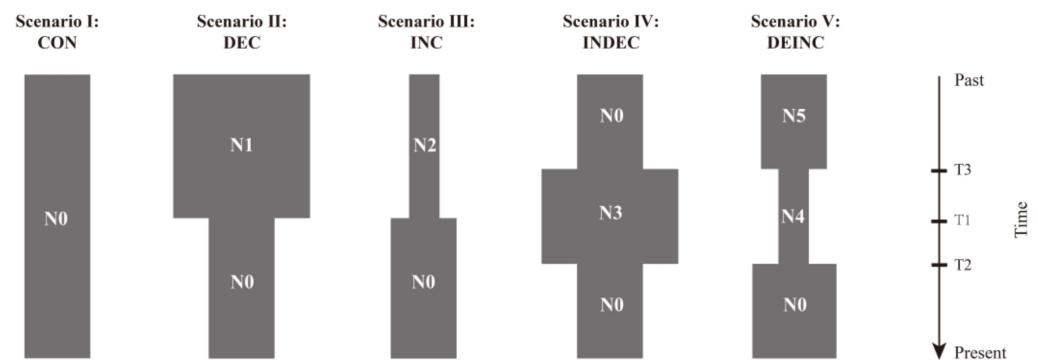 Scenario I:
CON
Scenario II:
DEC
Scenario III:
INC
Scenario IV:
INDEC
Scenario V:
DEINC
N0
N1
N0
N2
N0
N0
N3
N0
N5
N4
N0
Past
T3
T1
T2
Present
Time